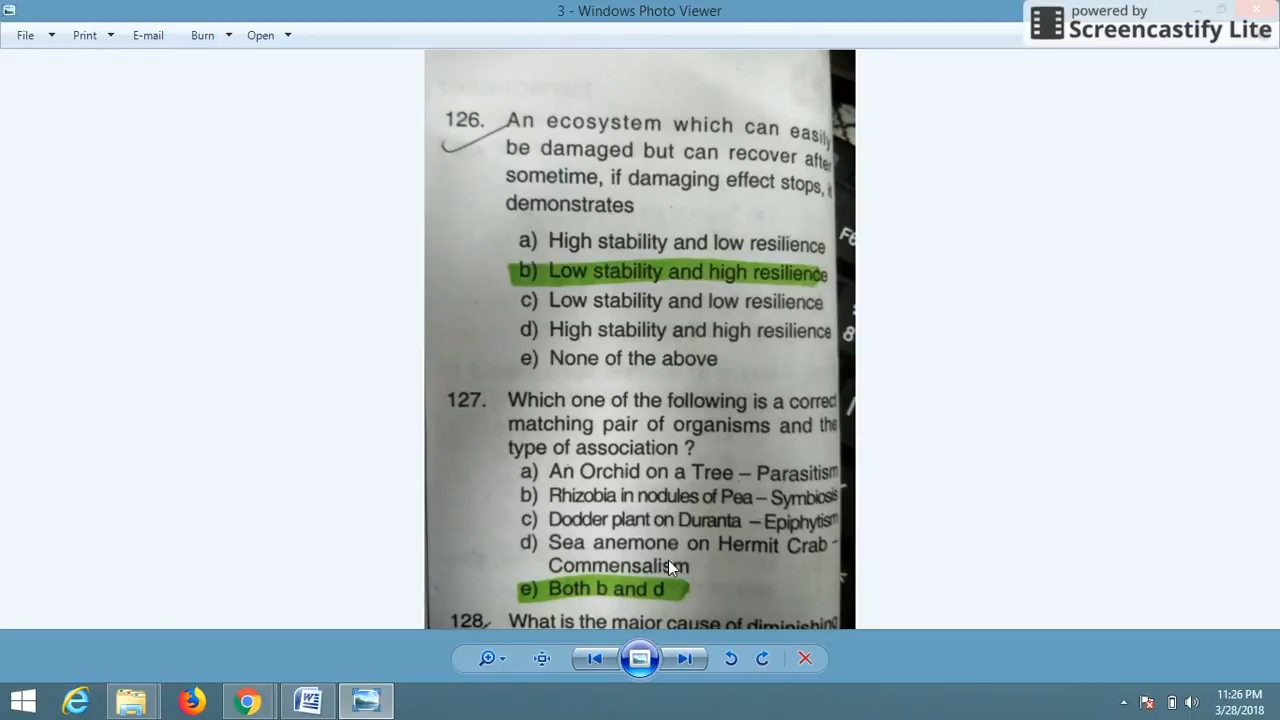 3 - Windows Photo Viewer
powered by
Screencastify Lite
File Print E-mail Burn Open
126. An ecosystem which can easily
be damaged but can recover after
sometime, if damaging effect stops,
demonstrates
a) High stability and low resilience
b) Low stability and high resilience
c) Low stability and low resilience
d) High stability and high resilience
e) None of the above
127. Which one of the following is a correct
matching pair of organisms and the
type of association ?
a) An Orchid on a Tree – Parasitism
b) Rhizobia in nodules of Pea – Symbiosis
c) Dodder plant on Duranta – Epiphytism
d) Sea anemone on Hermit Crab –
Commensalism
e) Both b and d
128. What is the major cause of diminishing
F6
8
11:26 PM
3/28/2018